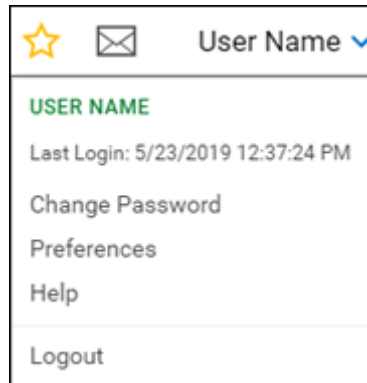 User Name
USER NAME
Last Login: 5/23/2019 12:37:24 PM
Change Password
Preferences
Help
Logout